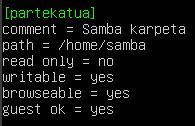 [partekatua]
comment = Samba karpeta
path = /home/samba
read only = no
writable = yes
browseable = yes
guest ok = yes